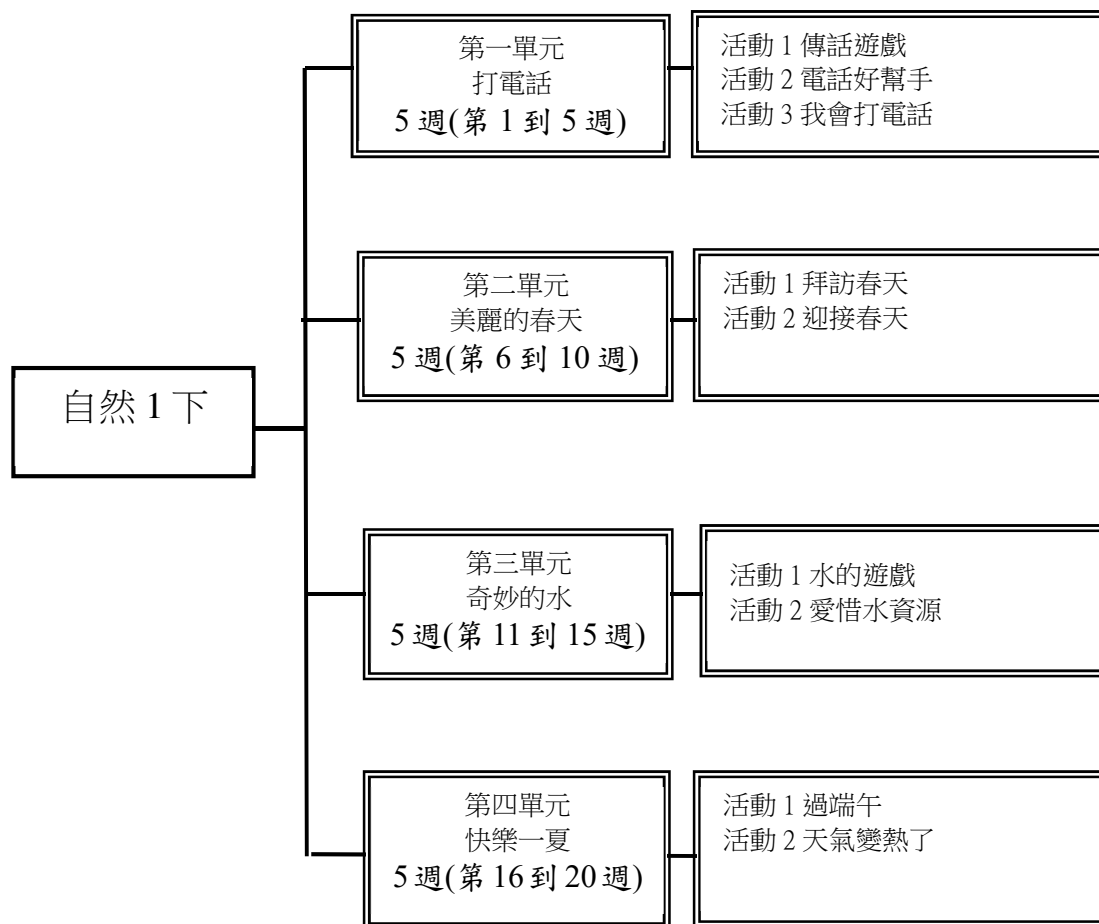 自然 1 下
第一單元
打電話
5 週(第 1 到 5 週)
活動 1 傳話遊戲
活動 2 電話好幫手
活動 3 我會打電話
第二單元
美麗的春天
5 週(第 6 到 10 週)
活動 1 拜訪春天
活動 2 迎接春天
第三單元
奇妙的水
5 週(第 11 到 15 週)
活動 1 水的遊戲
活動 2 愛惜水資源
第四單元
快樂一夏
5 週(第 16 到 20 週)
活動 1 過端午
活動 2 天氣變熱了